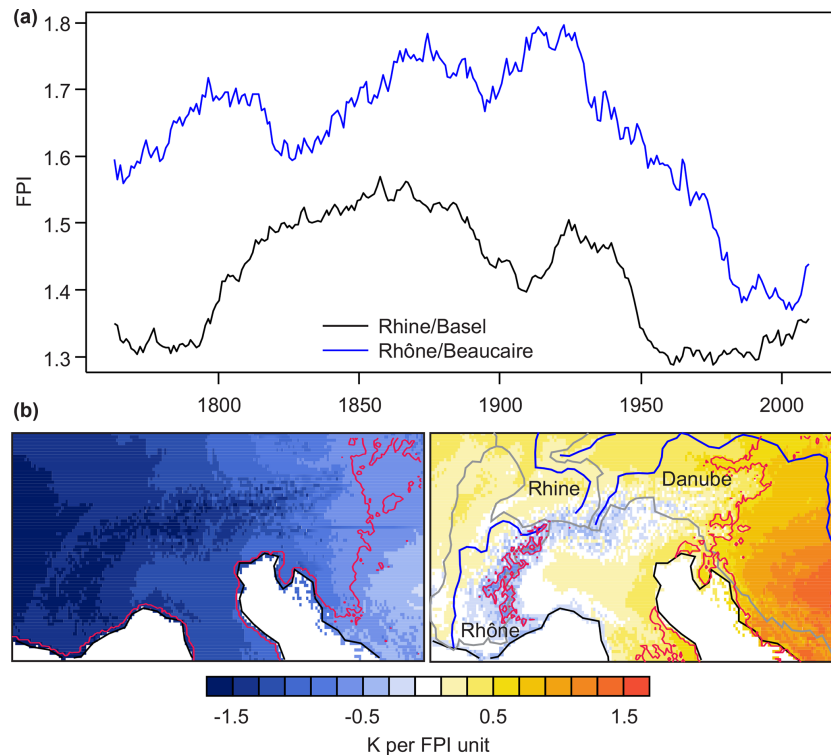 (a)
1.8
1.7
1.6
1.5
1.4
1.3
FPI
Rhine/Basel
Rhône/Beaucaire
1800 1850 1900 1950 2000
(b)
Rhine Danube
Rhône
-1.5 -0.5 0.5 1.5
K per FPI unit